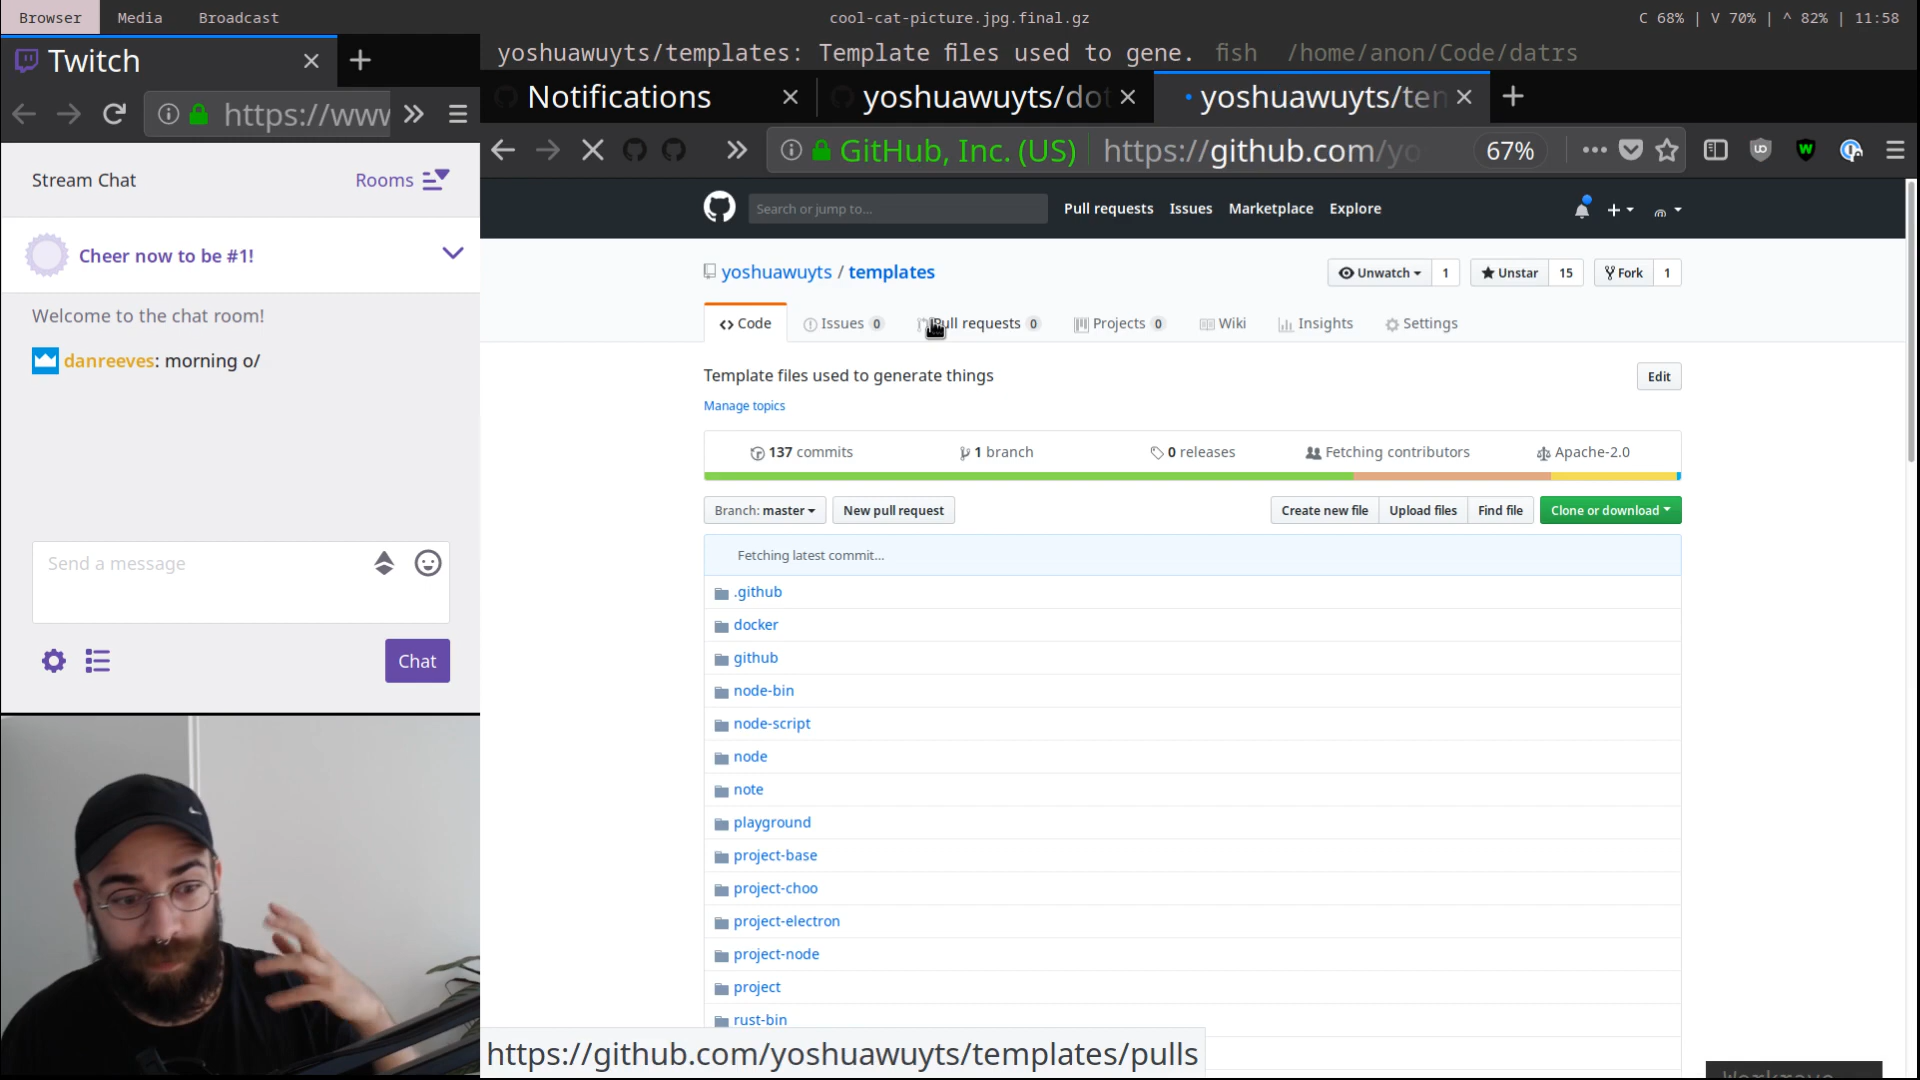 Browser Media Broadcast cool-cat-picture.jpg.final.gz C 68% | V 70% | ^ 82% | 11:58
Twitch
https://www
Stream Chat Rooms
Cheer now to be #1!
Welcome to the chat room!
danreeves: morning o/
Send a message
Chat
yoshuawuyts/templates: Template files used to gene. fish /home/anon/Code/datrs
Notifications yoshuawuyts/dot yoshuawuyts/tem
GitHub, Inc. (US) https://github.com/yo 67%
Search or jump to... Pull requests Issues Marketplace Explore
yoshuawuyts / templates Unwatch 1 Unstar 15 Fork 1
Code Issues 0 Pull requests 0 Projects 0 Wiki Insights Settings
Template files used to generate things Edit
Manage topics
137 commits 1 branch 0 releases Fetching contributors Apache-2.0
Branch: master New pull request Create new file Upload files Find file Clone or download
Fetching latest commit...
.github
docker
github
node-bin
node-script
node
note
playground
project-base
project-choo
project-electron
project-node
project
rust-bin
https://github.com/yoshuawuyts/templates/pulls